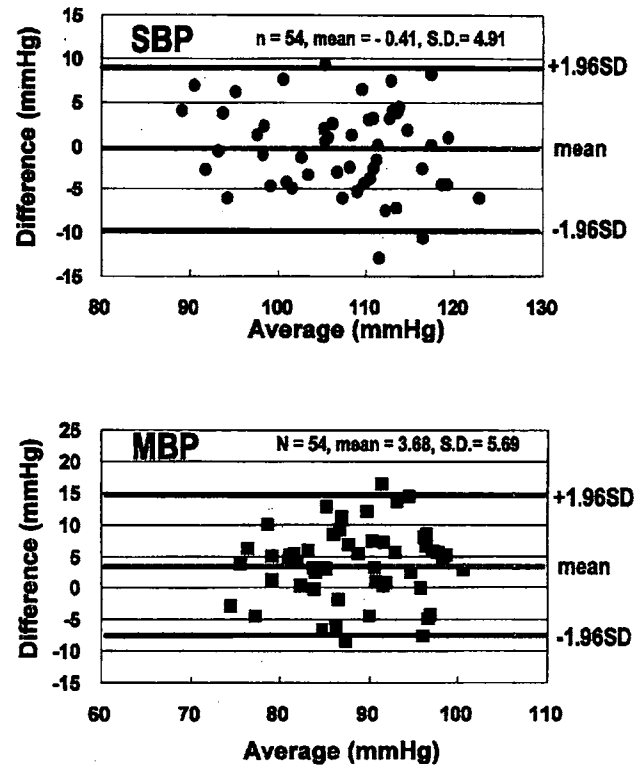 SBP n = 54, mean = - 0.41, S.D.= 4.91
Difference (mmHg)
15
10
5
0
-5
-10
-15
+1.96SD
mean
-1.96SD
80 90 100 110 120 130
Average (mmHg)
MBP N = 54, mean = 3.68, S.D.= 5.69
Difference (mmHg)
25
20
15
10
5
0
-5
-10
-15
+1.96SD
mean
-1.96SD
60 70 80 90 100 110
Average (mmHg)